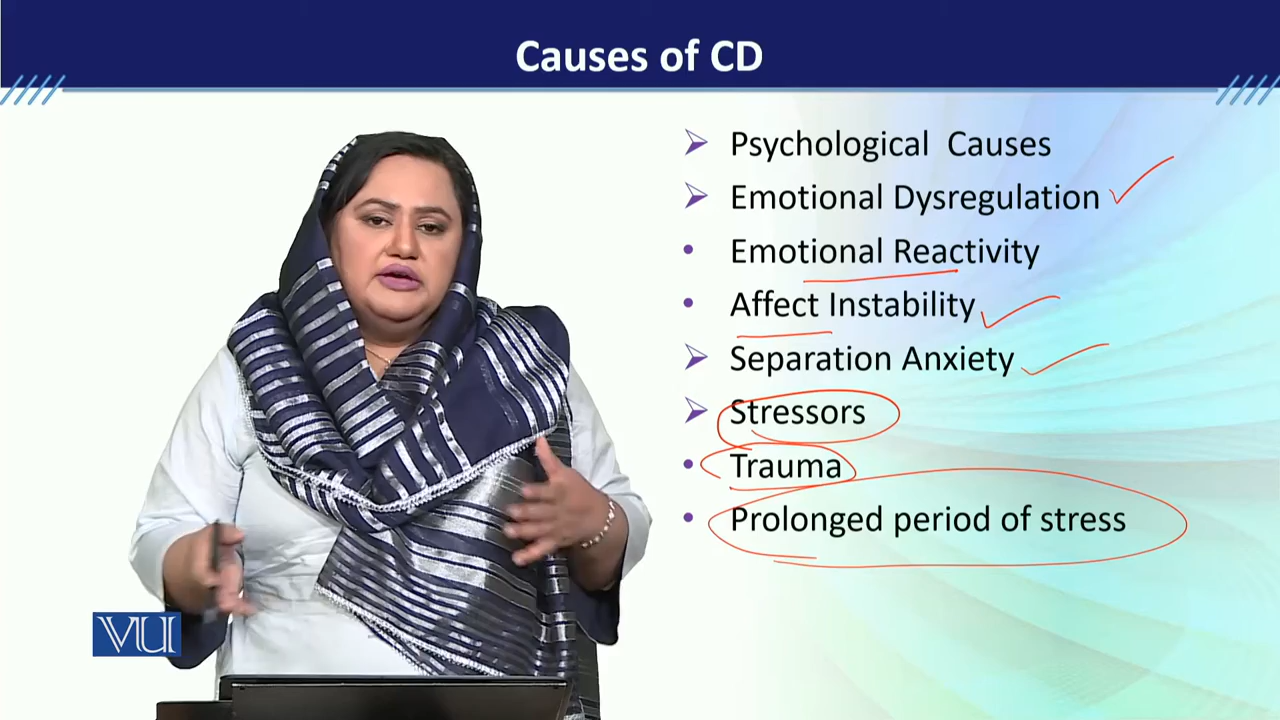 Causes of CD
Psychological Causes
Emotional Dysregulation
Emotional Reactivity
Affect Instability
Separation Anxiety
Stressors
Trauma
Prolonged period of stress
VU